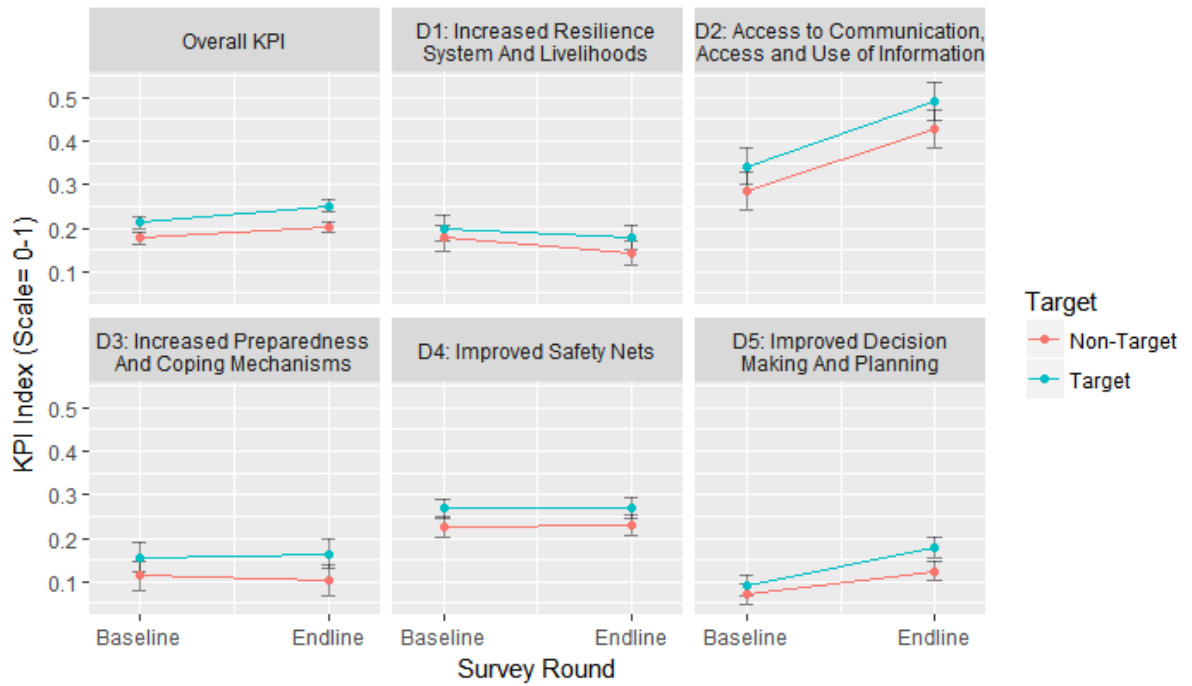 Overall KPI
D1: Increased Resilience
System And Livelihoods
D2: Access to Communication,
Access and Use of Information
0.5
0.4
0.3
0.2
0.1
D3: Increased Preparedness
And Coping Mechanisms
D4: Improved Safety Nets
D5: Improved Decision
Making And Planning
0.5
0.4
0.3
0.2
0.1
KPI Index (Scale= 0-1)
Baseline
Endline
Baseline
Endline
Baseline
Endline
Survey Round
Target
Non-Target
Target